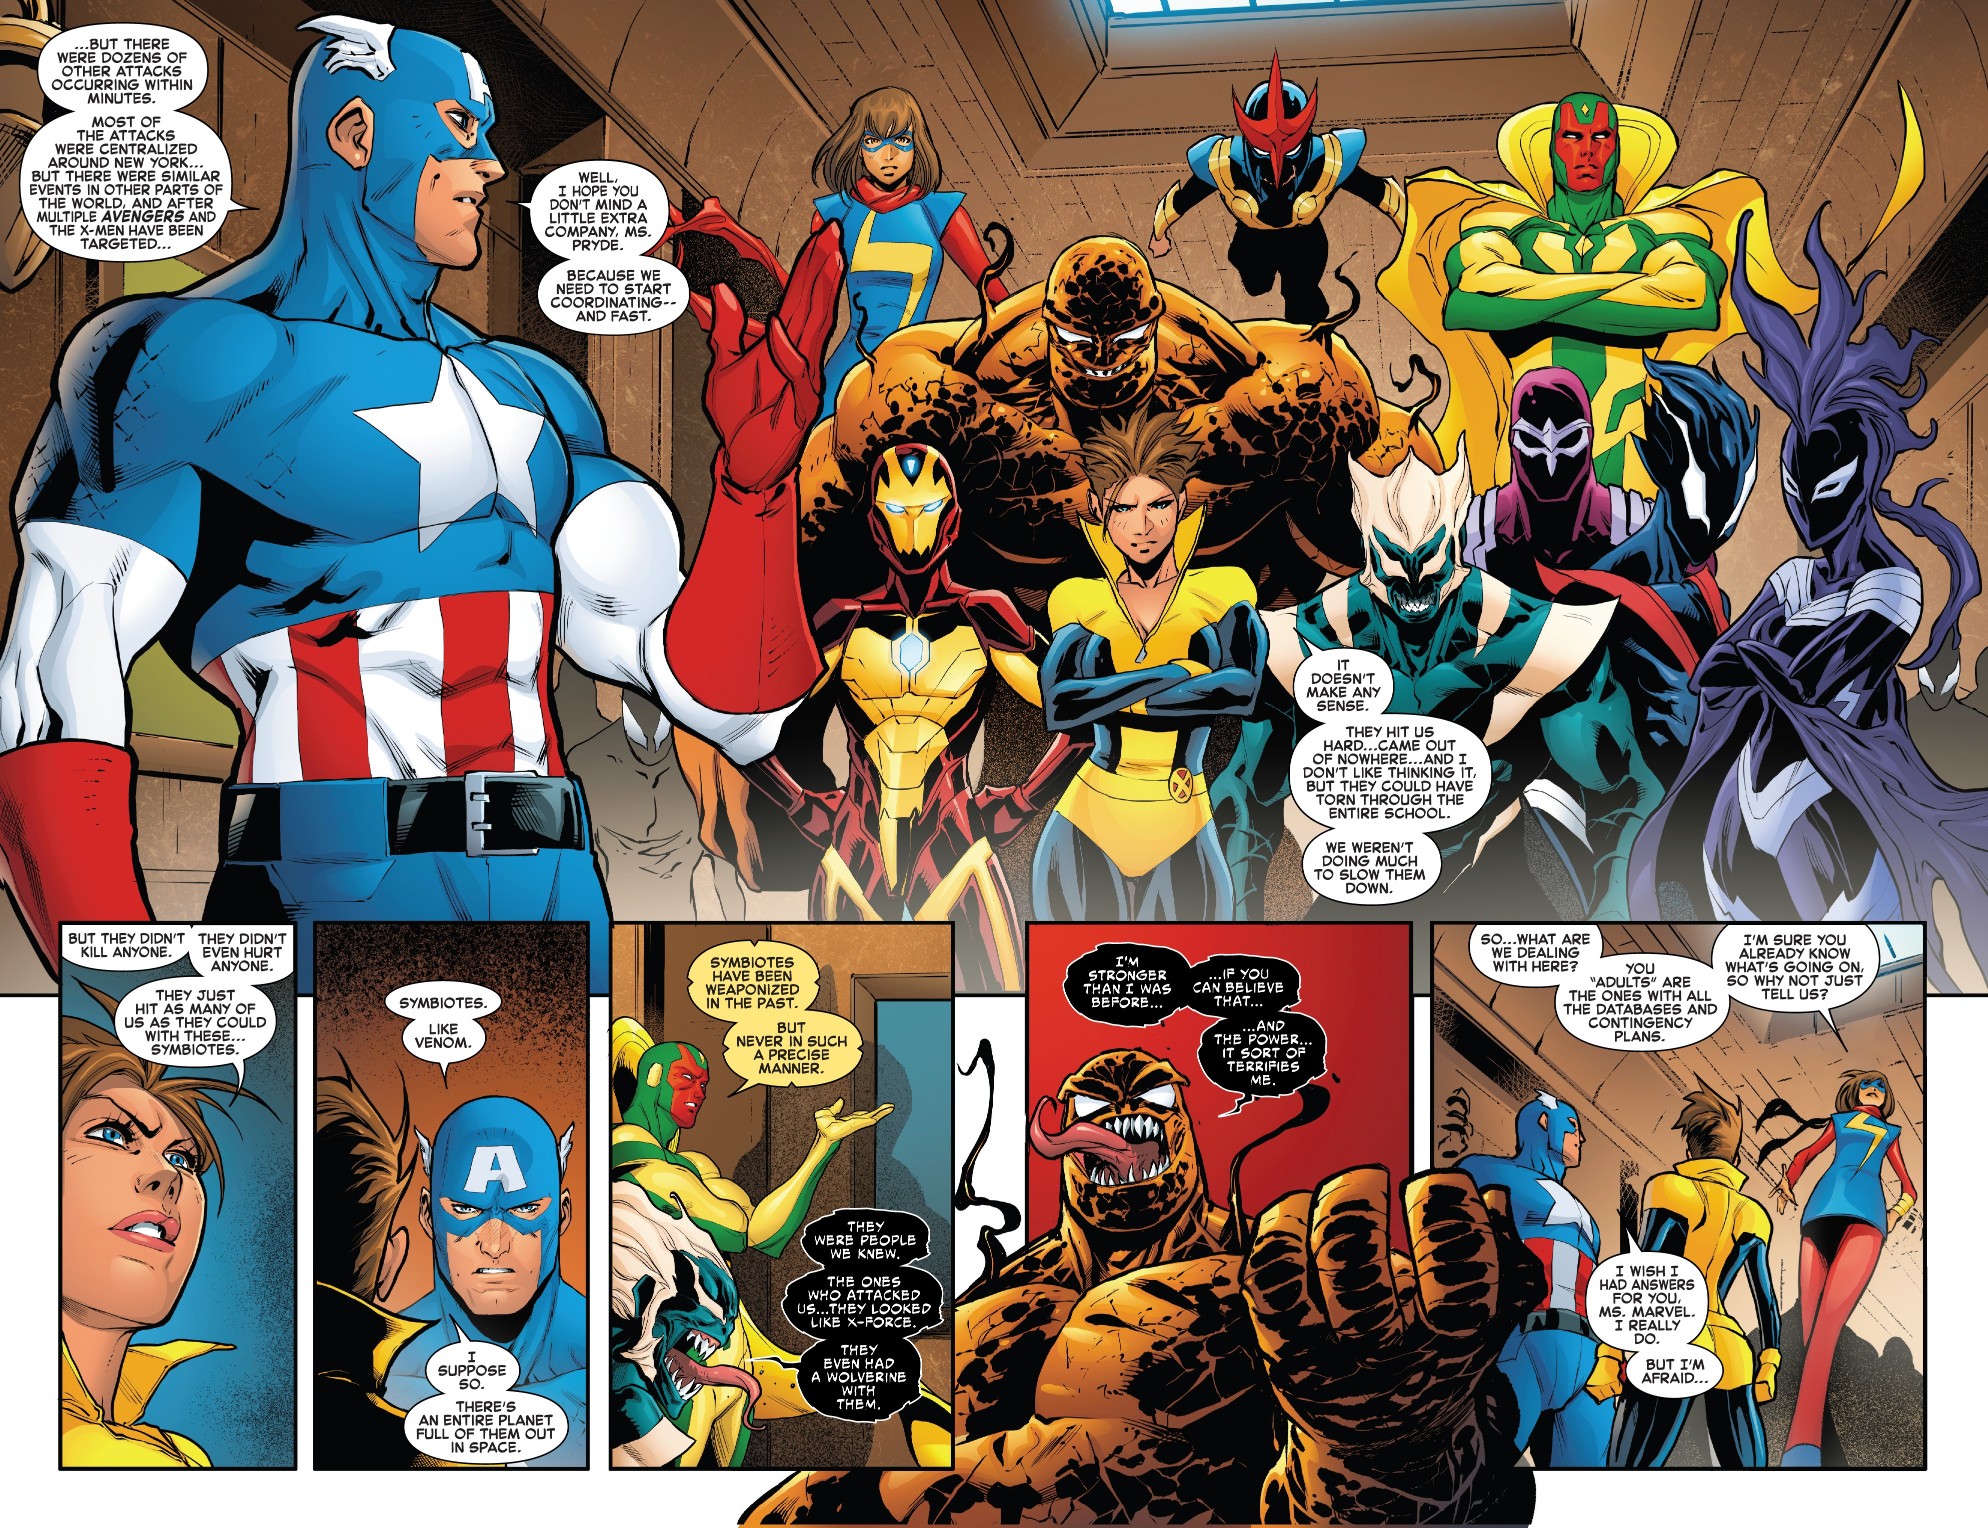 ...BUT THERE
WERE DOZENS OF
OTHER ATTACKS
OCCURRING WITHIN
MINUTES.
MOST OF
THE ATTACKS
WERE CENTRALIZED
AROUND NEW YORK...
BUT THERE WERE SIMILAR
EVENTS IN OTHER PARTS OF
THE WORLD, AND AFTER
MULTIPLE AVENGERS AND
THE X-MEN HAVE BEEN
TARGETED...
WELL,
I HOPE YOU
DON'T MIND A
LITTLE EXTRA
COMPANY, MS.
PRYDE.
BECAUSE WE
NEED TO START
COORDINATING--
AND FAST.
IT
DOESN'T
MAKE ANY
SENSE.
THEY HIT US
HARD...CAME OUT
OF NOWHERE...AND I
DON'T LIKE THINKING IT,
BUT THEY COULD HAVE
TORN THROUGH THE
ENTIRE SCHOOL.
WE WEREN'T
DOING MUCH
TO SLOW THEM
DOWN.
BUT THEY DIDN'T
KILL ANYONE.
THEY DIDN'T
EVEN HURT
ANYONE.
THEY JUST
HIT AS MANY OF
US AS THEY COULD
WITH THESE...
SYMBIOTES.
SYMBIOTES.
LIKE
VENOM.
A
I
SUPPOSE
SO.
THERE'S
AN ENTIRE PLANET
FULL OF THEM OUT
IN SPACE.
SYMBIOTES
HAVE BEEN
WEAPONIZED
IN THE PAST.
BUT
NEVER IN SUCH
A PRECISE
MANNER.
THEY
WERE PEOPLE
WE KNEW.
THE ONES
WHO ATTACKED
US...THEY LOOKED
LIKE X-FORCE.
THEY
EVEN HAD
A WOLVERINE
WITH
THEM.
I'M
STRONGER
THAN I WAS
BEFORE...
...IF YOU
CAN BELIEVE
THAT...
...AND
THE POWER...
IT SORT OF
TERRIFIES
ME.
SO...WHAT ARE
WE DEALING
WITH HERE?
YOU
"ADULTS" ARE
THE ONES WITH ALL
THE DATABASES AND
CONTINGENCY
PLANS.
I'M SURE YOU
ALREADY KNOW
WHAT'S GOING ON,
SO WHY NOT JUST
TELL US?
I WISH I
HAD ANSWERS
FOR YOU,
MS. MARVEL.
I REALLY
DO.
BUT I'M
AFRAID...